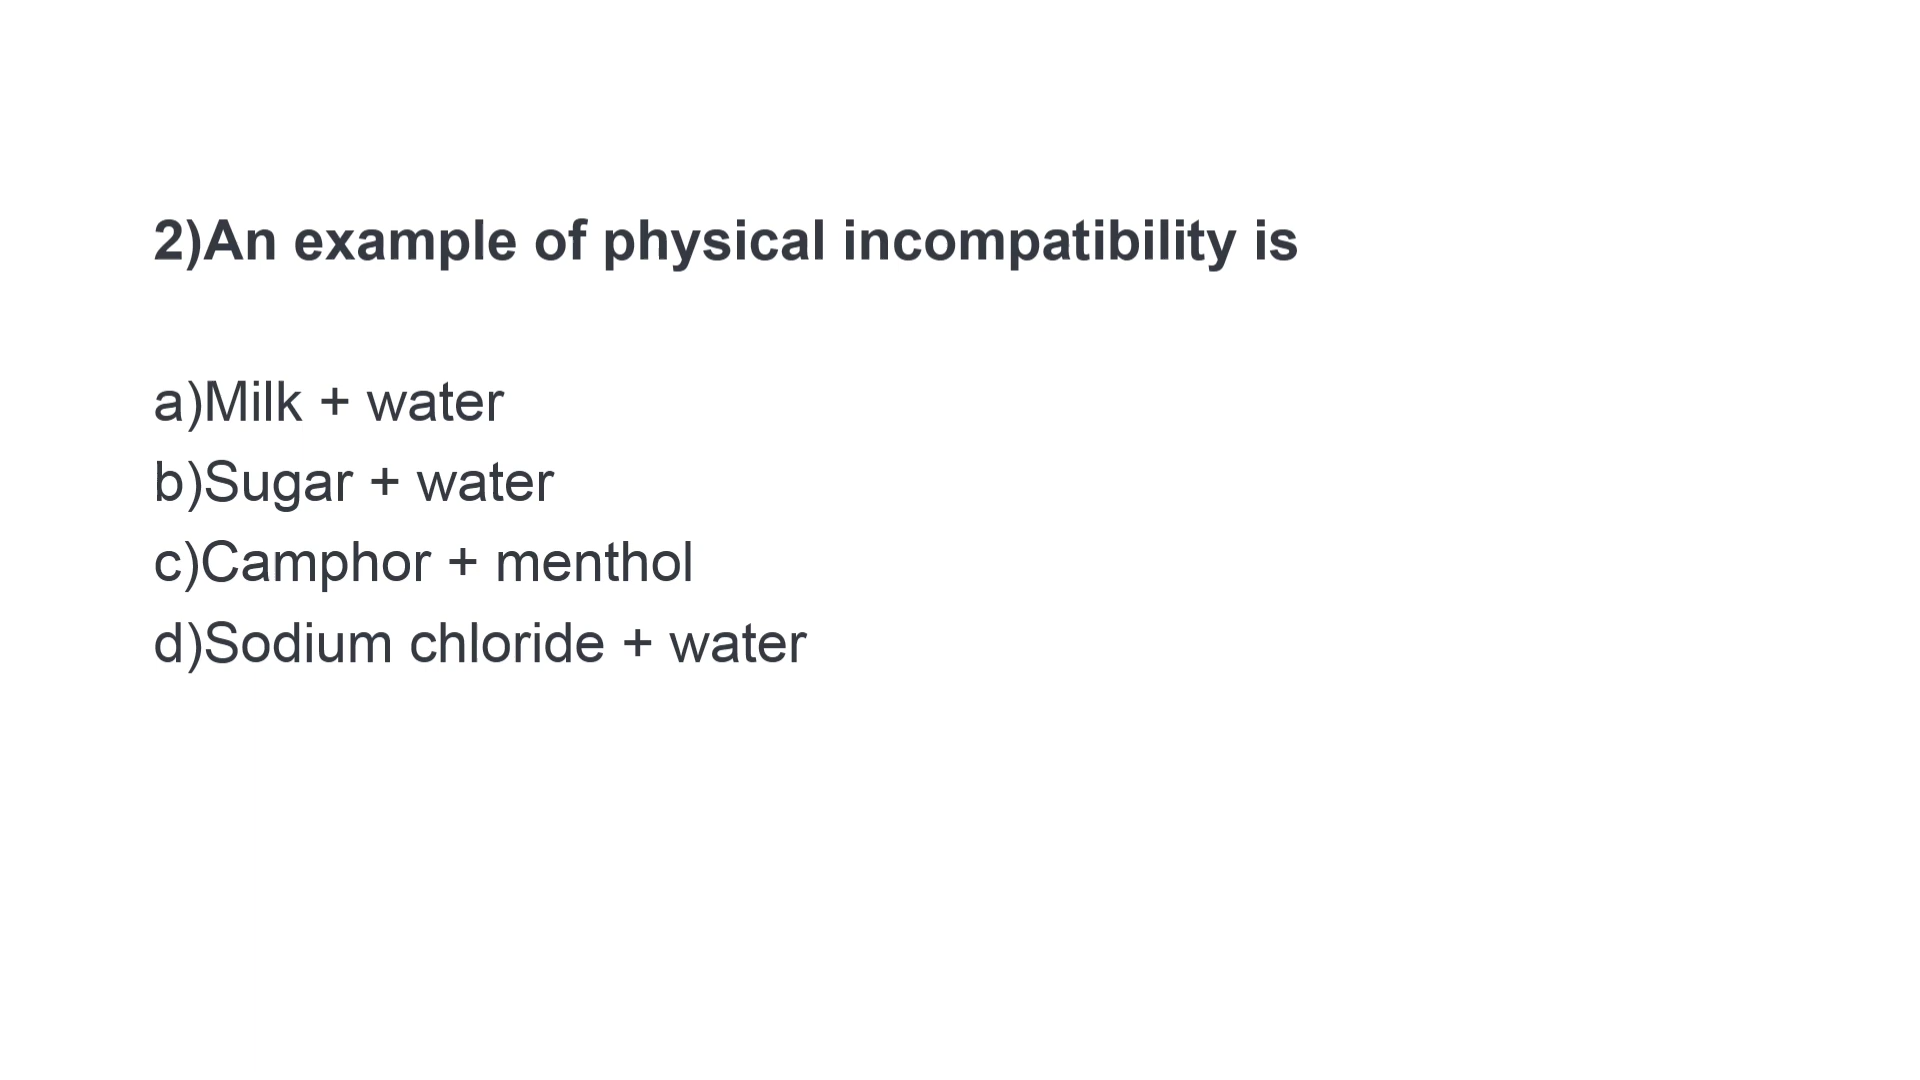 2)An example of physical incompatibility is
a)Milk + water
b)Sugar + water
c)Camphor + menthol
d)Sodium chloride + water